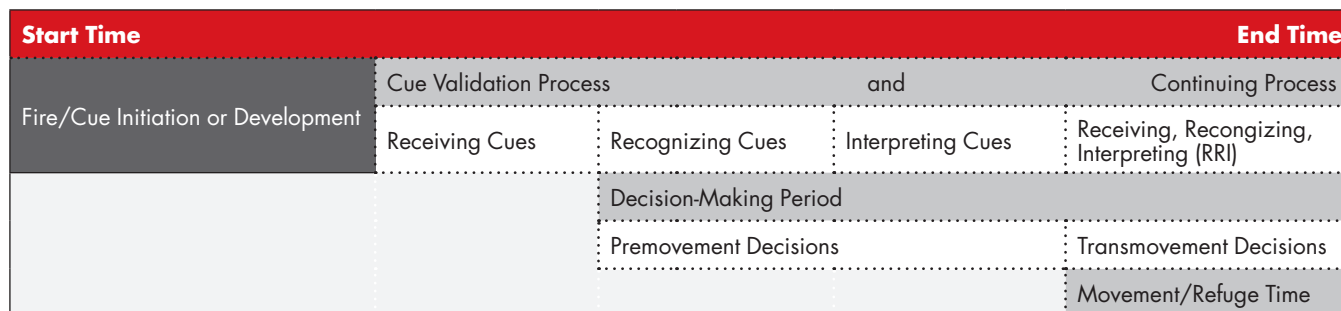 Start Time End Time
Cue Validation Process and Continuing Process
Fire/Cue Initiation or Development
Receiving Cues Recognizing Cues Interpreting Cues Receiving, Recongizing,
Interpreting (RRI)
Decision-Making Period
Premovement Decisions Transmovement Decisions
Movement/Refuge Time